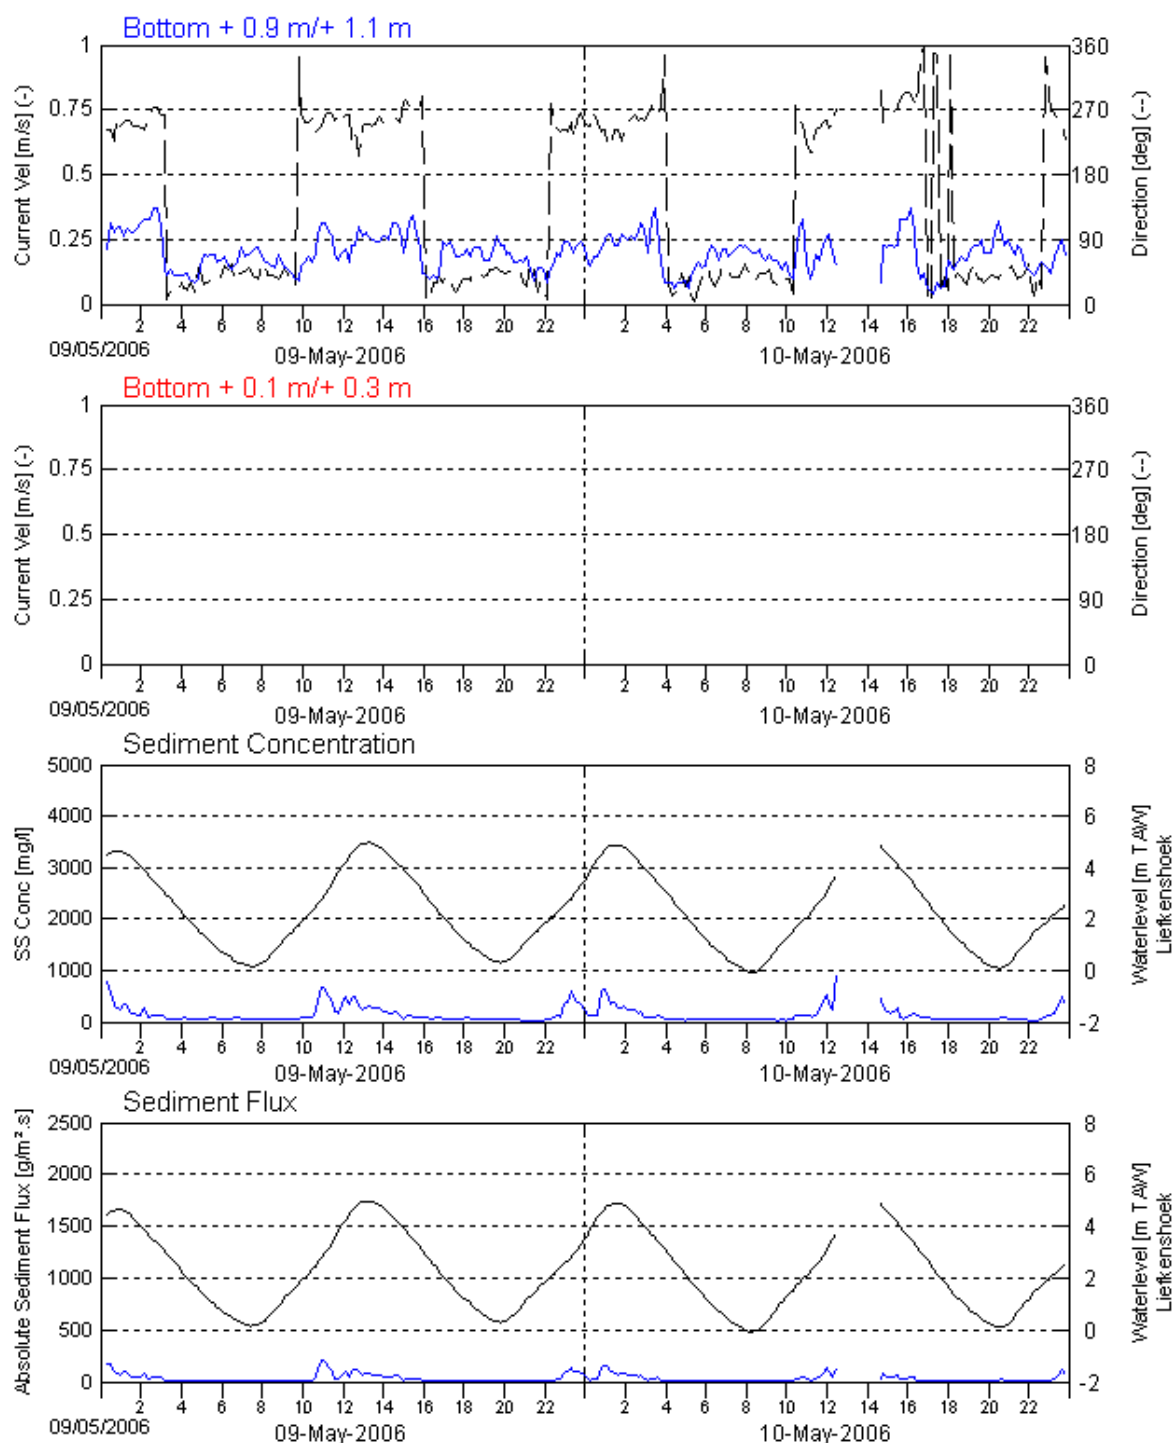 Bottom + 0.9 m/+ 1.1 m
Current Vel [m/s] (-)
1
0.75
0.5
0.25
0
360
270
180
90
0
Direction [deg] (--)
2 4 6 8 10 12 14 16 18 20 22 2 4 6 8 10 12 14 16 18 20 22
09/05/2006
09-May-2006
10-May-2006
Bottom + 0.1 m/+ 0.3 m
Current Vel [m/s] (-)
1
0.75
0.5
0.25
0
360
270
180
90
0
Direction [deg] (--)
2 4 6 8 10 12 14 16 18 20 22 2 4 6 8 10 12 14 16 18 20 22
09/05/2006
09-May-2006
10-May-2006
Sediment Concentration
SS Conc [mg/l]
5000
4000
3000
2000
1000
0
8
6
4
2
0
-2
Waterlevel [m TAW]
Liefkenshoek
2 4 6 8 10 12 14 16 18 20 22 2 4 6 8 10 12 14 16 18 20 22
09/05/2006
09-May-2006
10-May-2006
Sediment Flux
Absolute Sediment Flux [g/m².s]
2500
2000
1500
1000
500
0
8
6
4
2
0
-2
Waterlevel [m TAW]
Liefkenshoek
2 4 6 8 10 12 14 16 18 20 22 2 4 6 8 10 12 14 16 18 20 22
09/05/2006
09-May-2006
10-May-2006